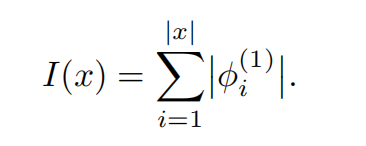 I(x) = \sum_{i=1}^{|x|} |\phi_i^{(1)}|.